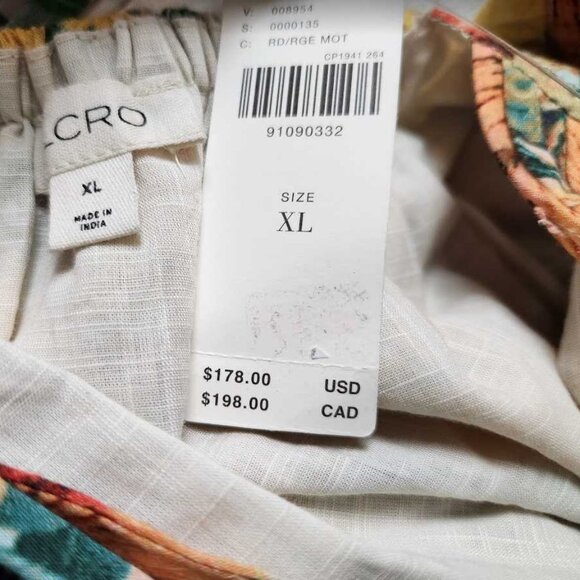 V: 008954
S: 0000135
C: RD/RGE MOT
CP1941 264
91090332
SIZE
XL
$178.00 USD
$198.00 CAD
LCRO
XL
MADE IN
INDIA